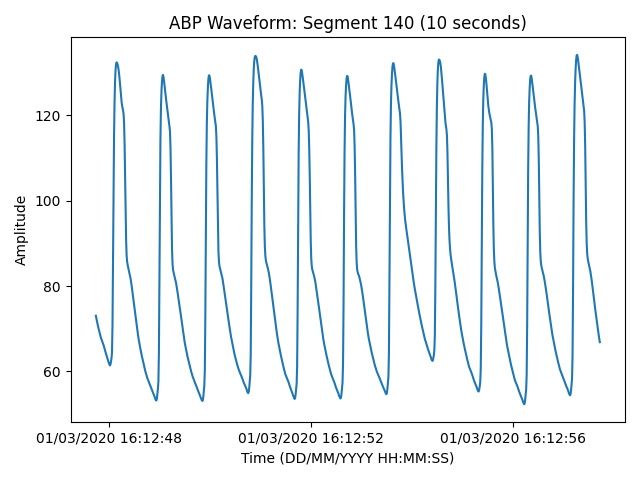 ABP Waveform: Segment 140 (10 seconds)
Amplitude
120
100
80
60
01/03/2020 16:12:48
01/03/2020 16:12:52
01/03/2020 16:12:56
Time (DD/MM/YYYY HH:MM:SS)